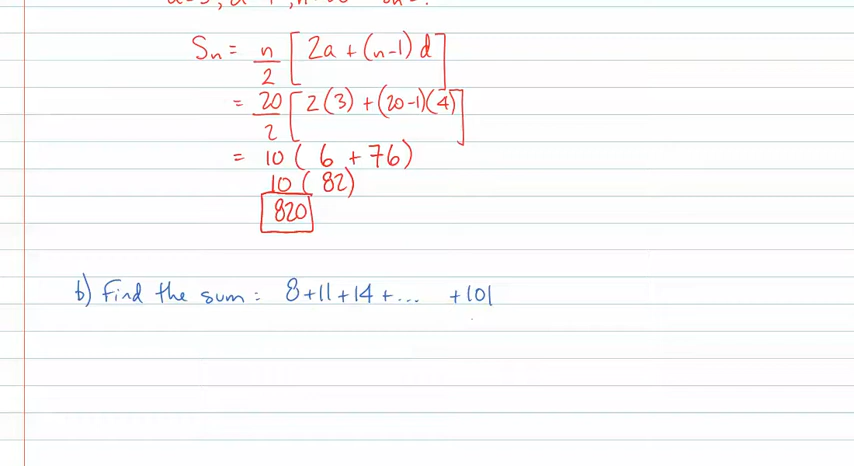 Sn = n/2 [ 2a + (n-1) d ]
= 20/2 [ 2(3) + (20-1)(4) ]
= 10 ( 6 + 76 )
10 ( 82 )
820
b) Find the sum : 8 + 11 + 14 + ... + 101